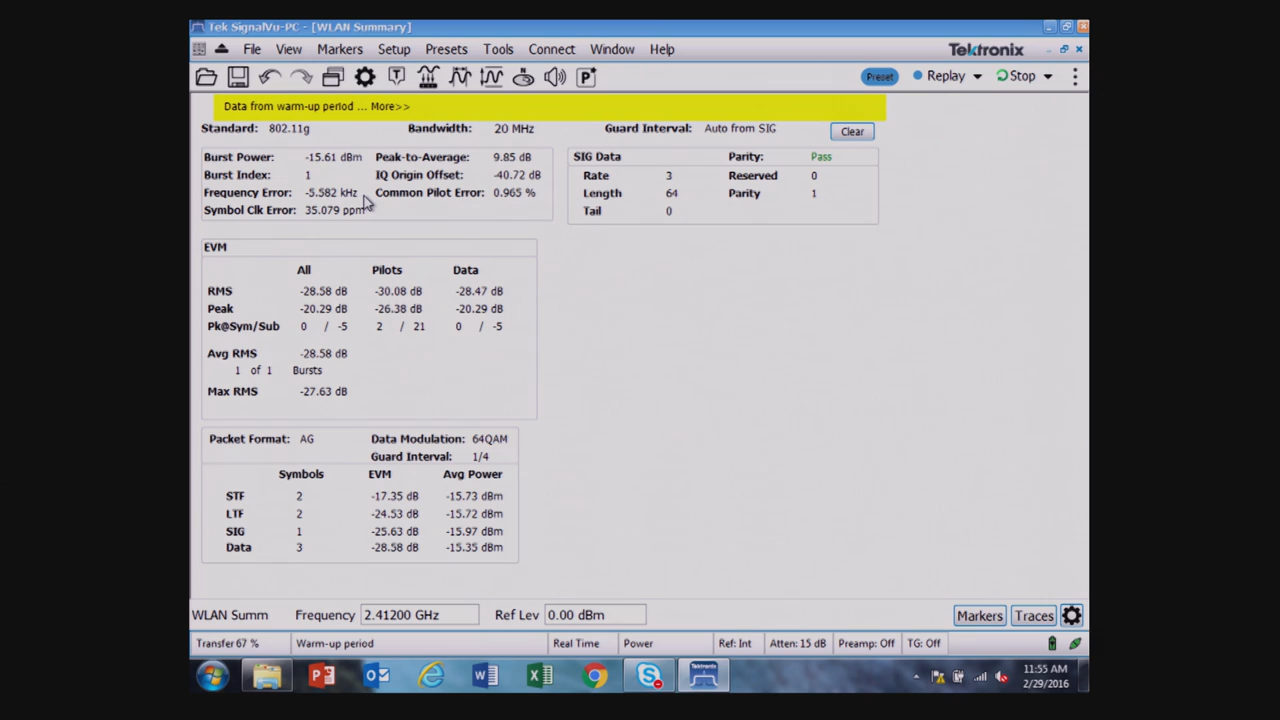 Tek SignalVu-PC - [WLAN Summary]
File View Markers Setup Presets Tools Connect Window Help Tektronix
Preset Replay Stop
Data from warm-up period ... More>>
Standard: 802.11g Bandwidth: 20 MHz Guard Interval: Auto from SIG Clear
Burst Power: -15.61 dBm Peak-to-Average: 9.85 dB SIG Data Parity: Pass
Burst Index: 1 IQ Origin Offset: -40.72 dB Rate 3 Reserved 0
Frequency Error: -5.582 kHz Common Pilot Error: 0.965 % Length 64 Parity 1
Symbol Clk Error: 35.079 ppm Tail 0
EVM
All Pilots Data
RMS -28.58 dB -30.08 dB -28.47 dB
Peak -20.29 dB -26.38 dB -20.29 dB
Pk@Sym/Sub 0 / -5 2 / 21 0 / -5
Avg RMS -28.58 dB
1 of 1 Bursts
Max RMS -27.63 dB
Packet Format: AG Data Modulation: 64QAM
Guard Interval: 1/4
Symbols EVM Avg Power
STF 2 -17.35 dB -15.73 dBm
LTF 2 -24.53 dB -15.72 dBm
SIG 1 -25.63 dB -15.97 dBm
Data 3 -28.58 dB -15.35 dBm
WLAN Summ Frequency 2.41200 GHz Ref Lev 0.00 dBm Markers Traces
Transfer 67 % Warm-up period Real Time Power Ref: Int Atten: 15 dB Preamp: Off TG: Off
11:55 AM
2/29/2016